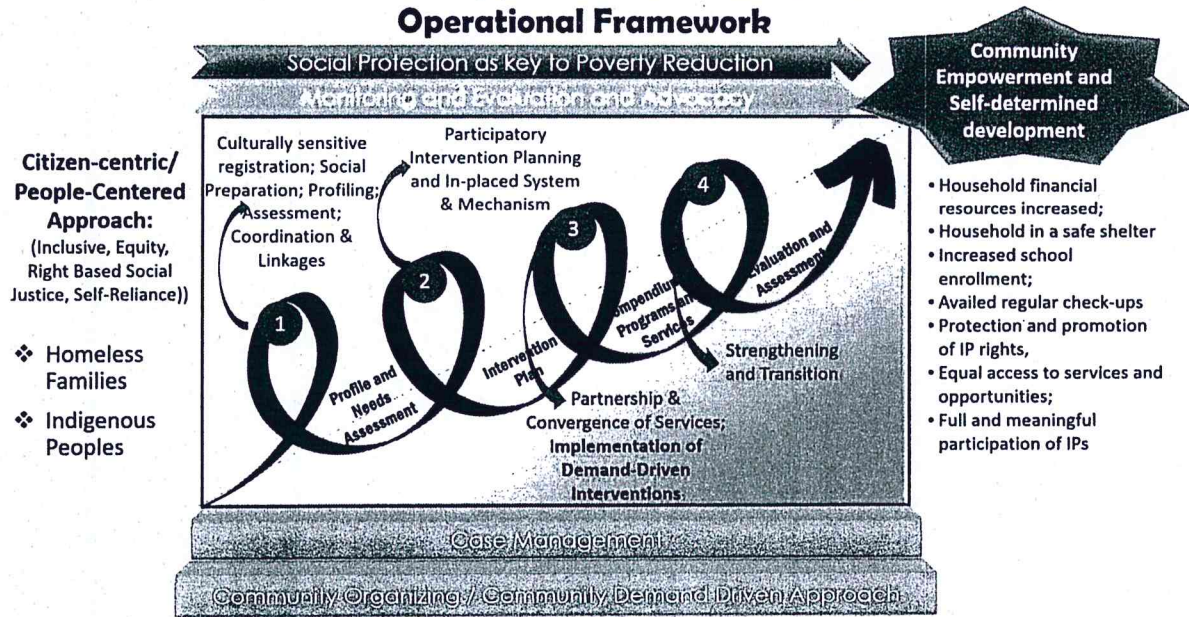 Operational Framework
Social Protection as key to Poverty Reduction
Monitoring and Evaluation and Advocacy
Community
Empowerment and
Self-determined
development
Citizen-centric/
People-Centered
Approach:
(Inclusive, Equity,
Right Based Social
Justice, Self-Reliance))
❖ Homeless
Families
❖ Indigenous
Peoples
Culturally sensitive
registration; Social
Preparation; Profiling;
Assessment;
Coordination &
Linkages
1
Profile and
Needs
Assessment
Participatory
Intervention Planning
and In-placed System
& Mechanism
2
Intervention
Plan
3
Partnership &
Convergence of Services;
Implementation of
Demand-Driven
Interventions
Compendium
Programs and
Services
4
Strengthening
and Transition
Evaluation and
Assessment
• Household financial
resources increased;
• Household in a safe shelter
• Increased school
enrollment;
• Availed regular check-ups
• Protection and promotion
of IP rights,
• Equal access to services and
opportunities;
• Full and meaningful
participation of IPs
Case Management
Community Organizing / Community Demand Driven Approach